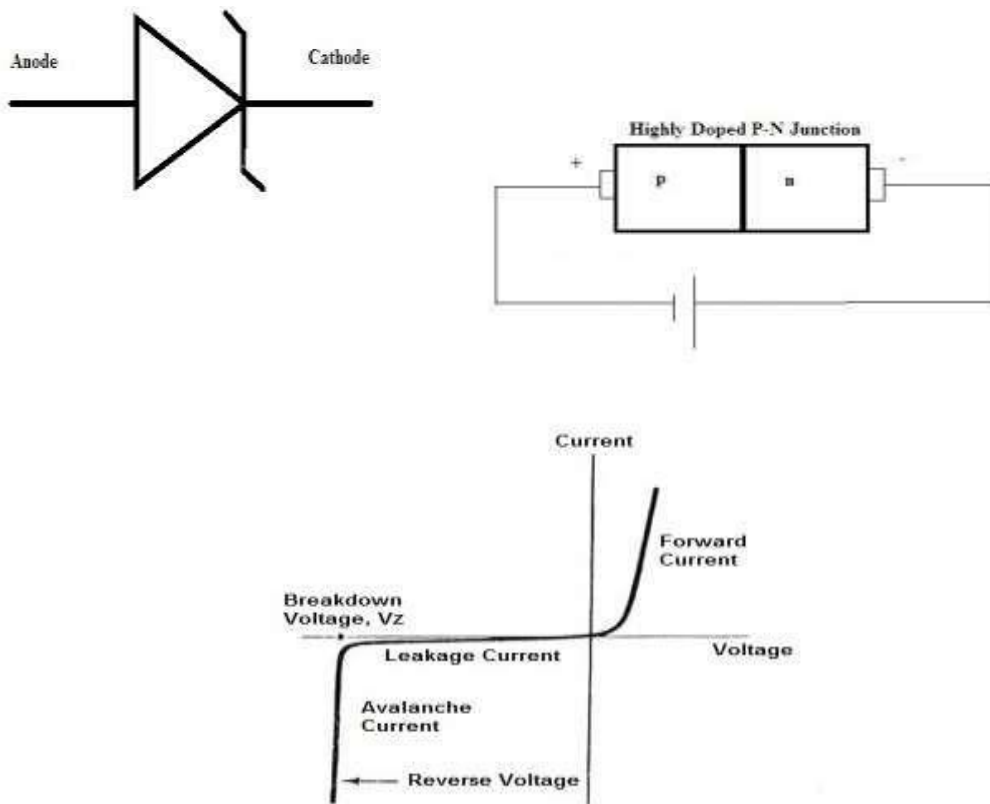 Anode
Cathode
Highly Doped P-N Junction
+
-
p
n
Current
Forward
Current
Breakdown
Voltage, Vz
Leakage Current
Voltage
Avalanche
Current
Reverse Voltage